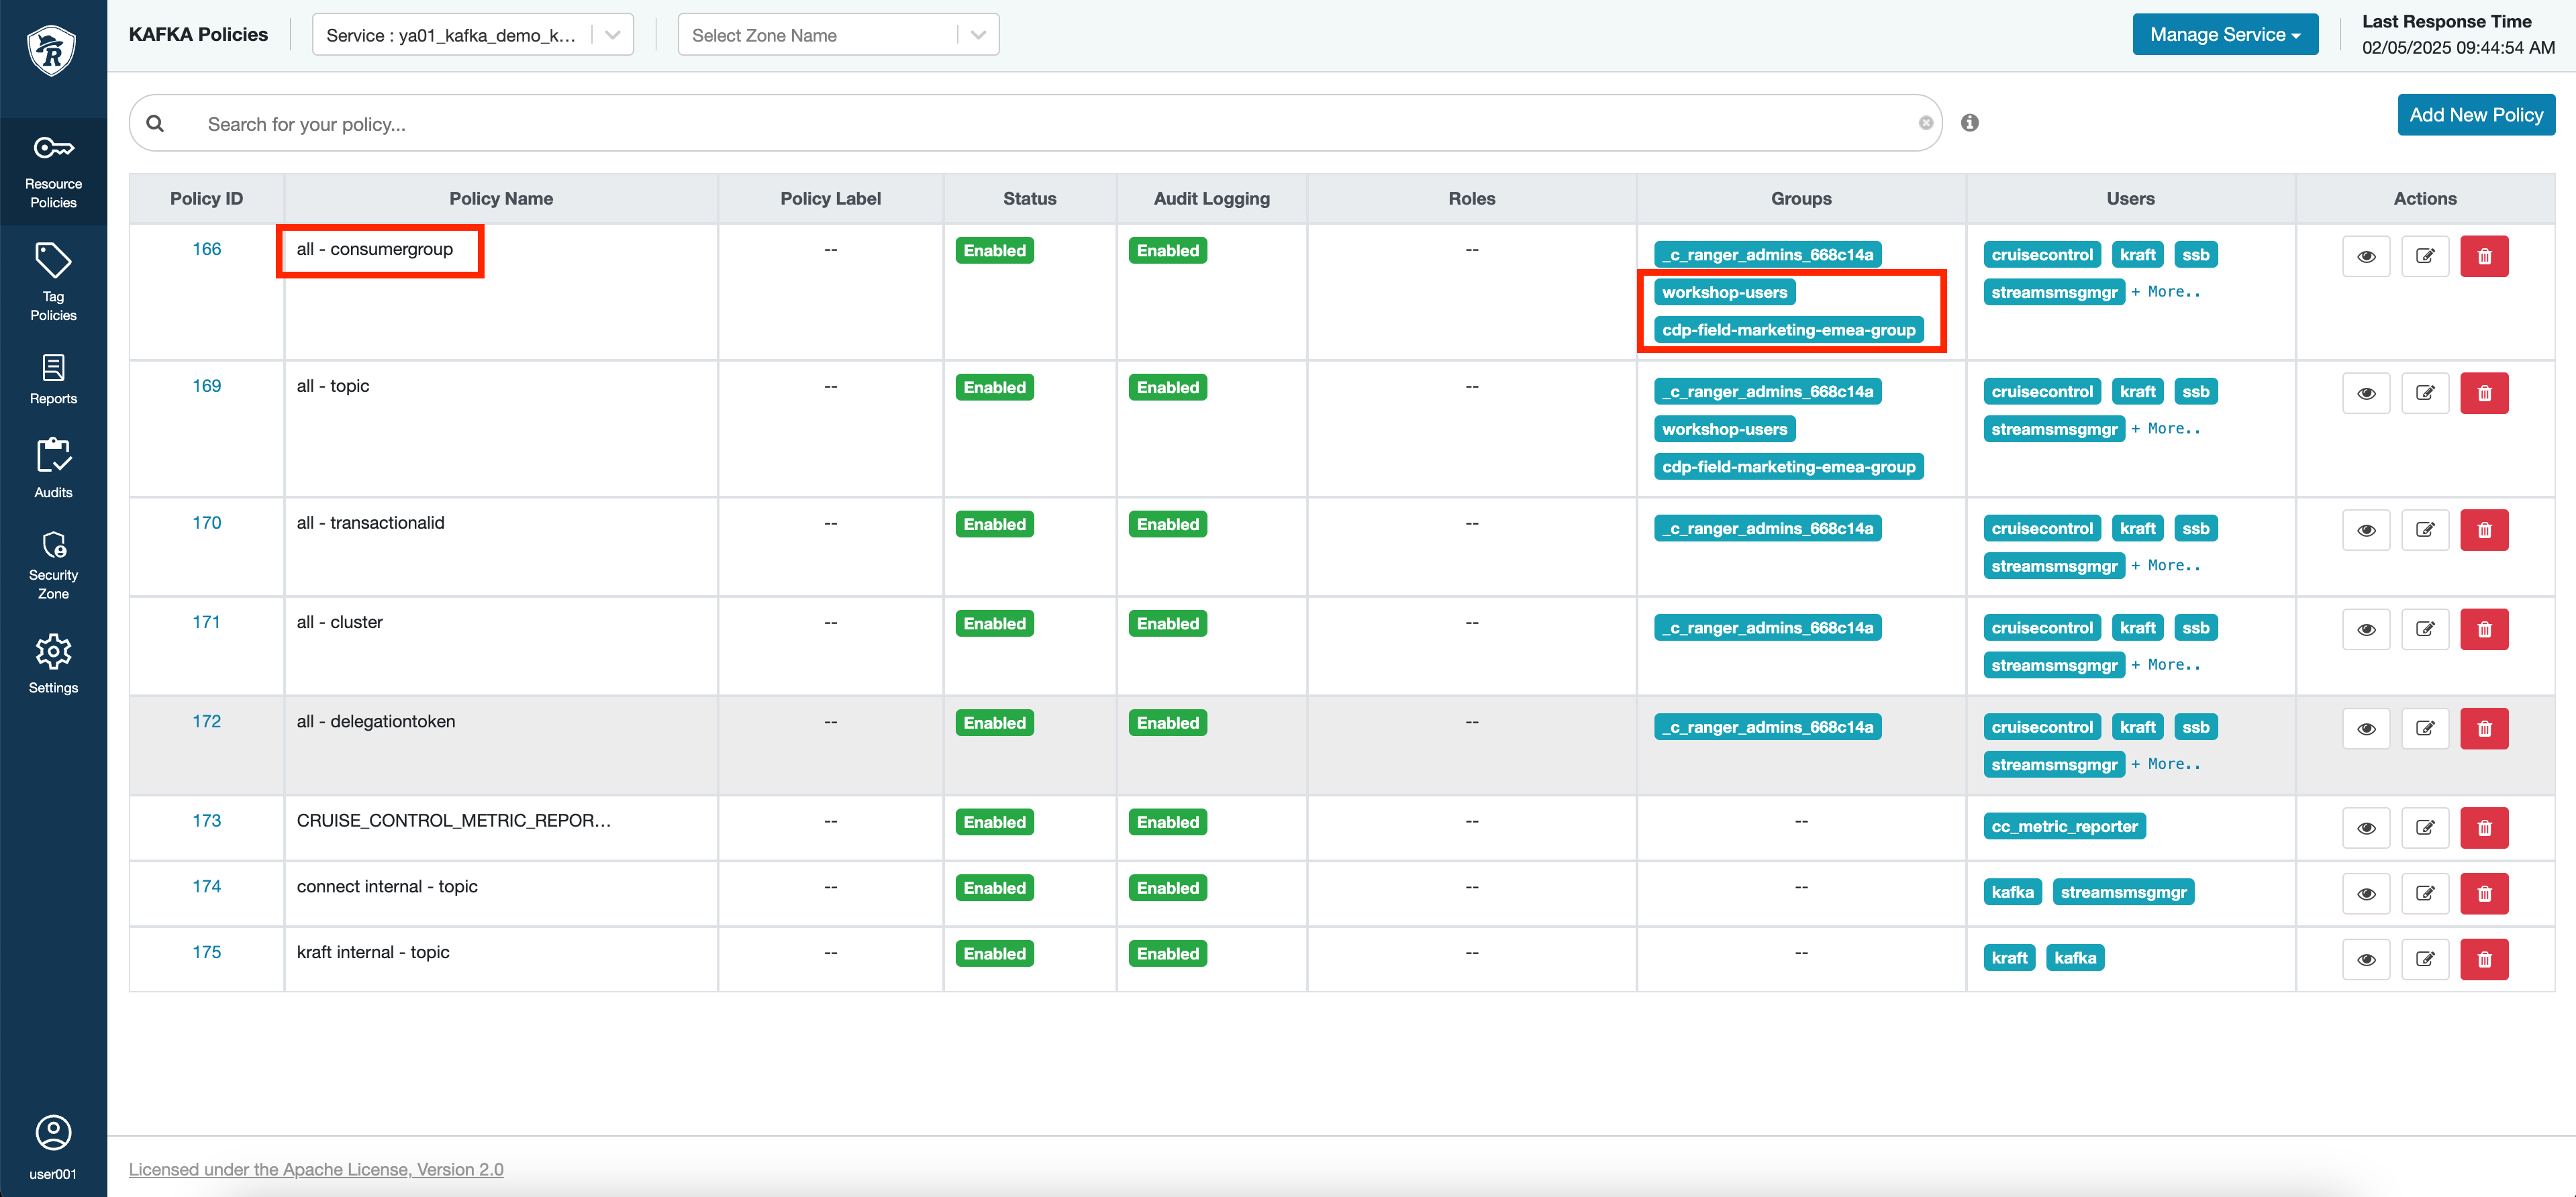 KAFKA Policies
Service : ya01_kafka_demo_k...
Select Zone Name
Manage Service
Last Response Time
02/05/2025 09:44:54 AM
R
Resource
Policies
Tag
Policies
Reports
Audits
Security
Zone
Settings
user001
Search for your policy...
Add New Policy
Policy ID Policy Name Policy Label Status Audit Logging Roles Groups Users Actions
166 all - consumergroup -- Enabled Enabled -- _c_ranger_admins_668c14a cruisecontrol kraft ssb
workshop-users streamsmsgmgr + More..
cdp-field-marketing-emea-group
169 all - topic -- Enabled Enabled -- _c_ranger_admins_668c14a cruisecontrol kraft ssb
workshop-users streamsmsgmgr + More..
cdp-field-marketing-emea-group
170 all - transactionalid -- Enabled Enabled -- _c_ranger_admins_668c14a cruisecontrol kraft ssb
streamsmsgmgr + More..
171 all - cluster -- Enabled Enabled -- _c_ranger_admins_668c14a cruisecontrol kraft ssb
streamsmsgmgr + More..
172 all - delegationtoken -- Enabled Enabled -- _c_ranger_admins_668c14a cruisecontrol kraft ssb
streamsmsgmgr + More..
173 CRUISE_CONTROL_METRIC_REPOR... -- Enabled Enabled -- -- cc_metric_reporter
174 connect internal - topic -- Enabled Enabled -- -- kafka streamsmsgmgr
175 kraft internal - topic -- Enabled Enabled -- -- kraft kafka
Licensed under the Apache License, Version 2.0